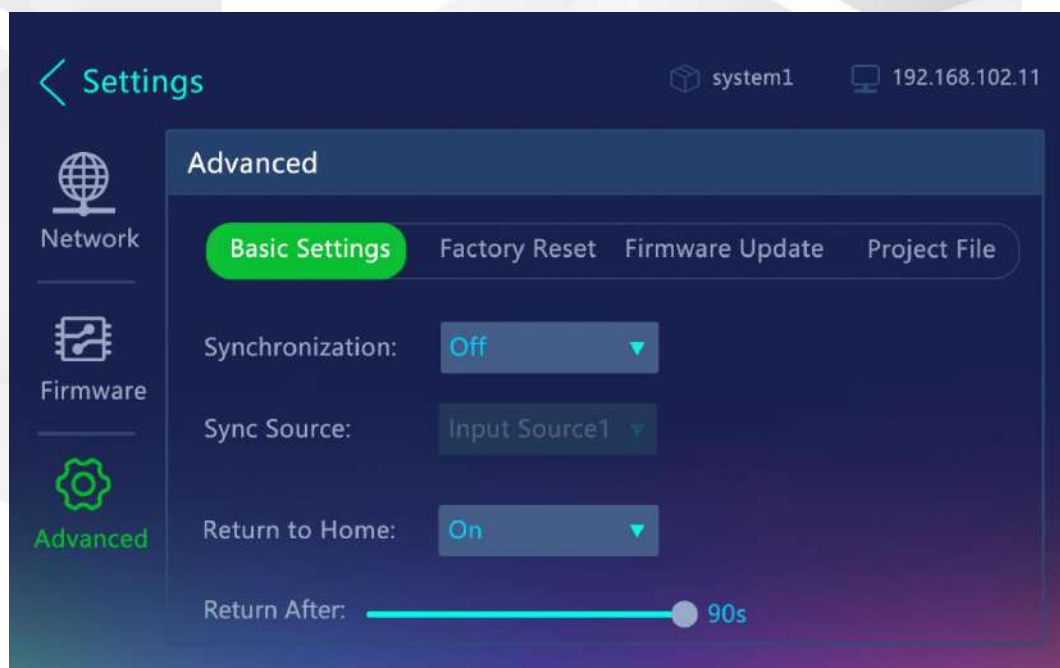 Settings
system1
192.168.102.11
Network
Firmware
Advanced
Advanced
Basic Settings
Factory Reset
Firmware Update
Project File
Synchronization: Off
Sync Source: Input Source1
Return to Home: On
Return After: 90s